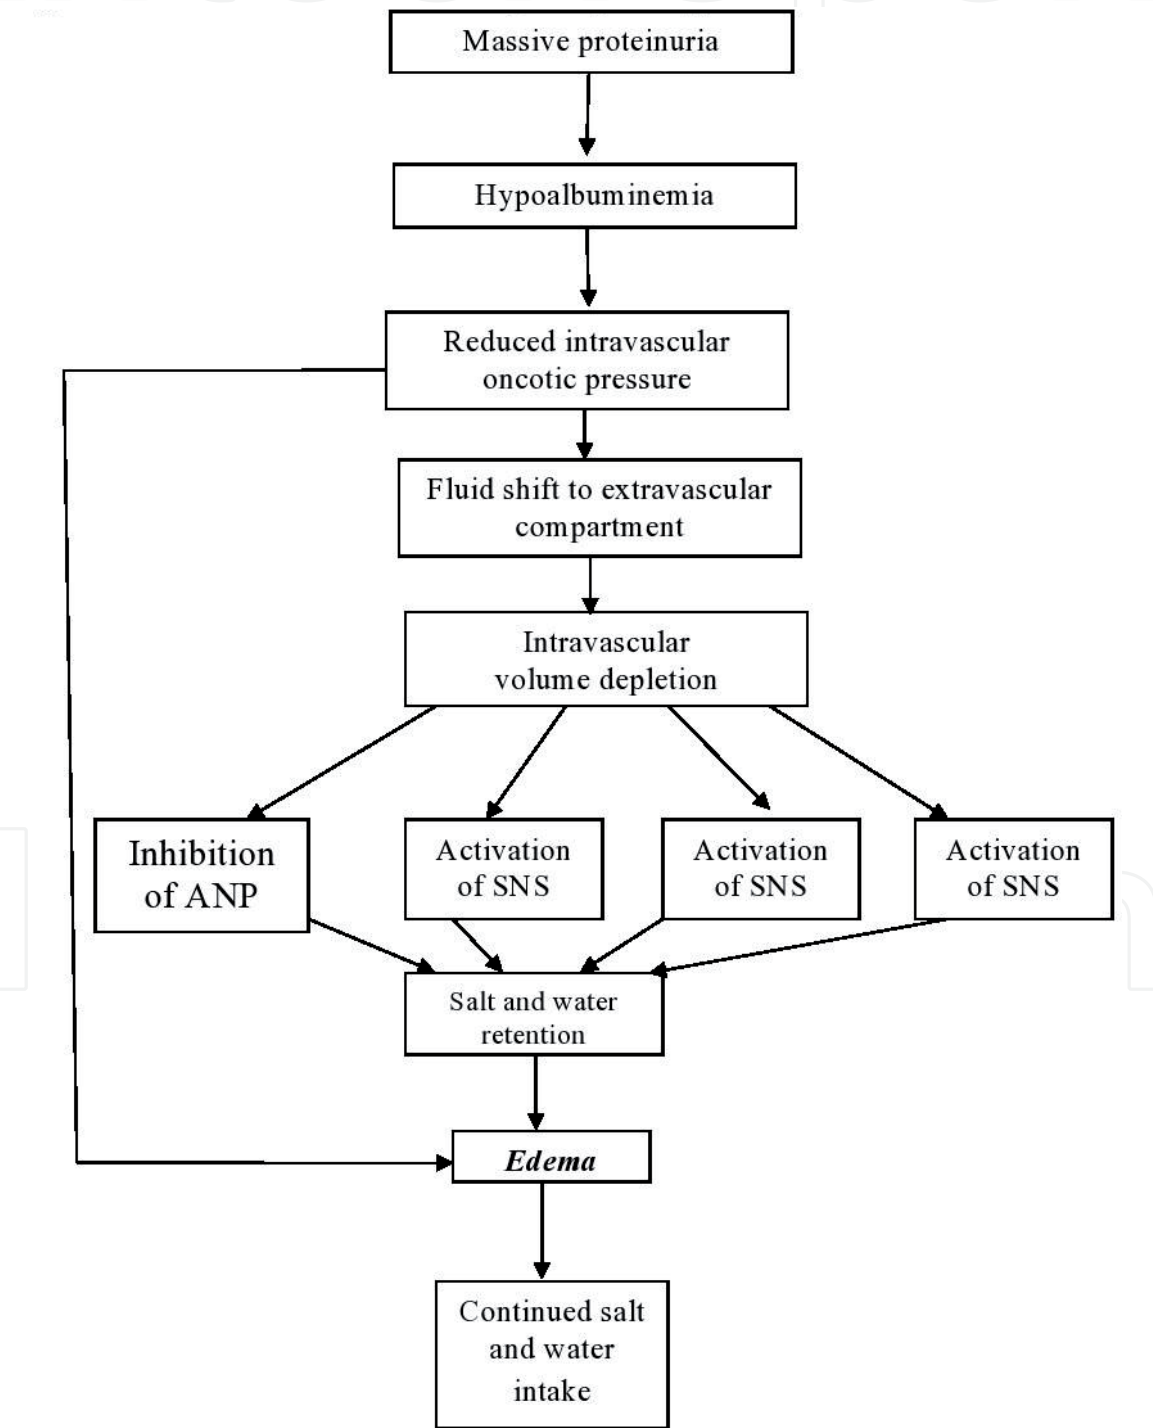 Massive proteinuria
Hypoalbuminemia
Reduced intravascular
oncotic pressure
Fluid shift to extravascular
compartment
Intravascular
volume depletion
Inhibition
of ANP
Activation
of SNS
Activation
of SNS
Activation
of SNS
Salt and water
retention
Edema
Continued salt
and water
intake